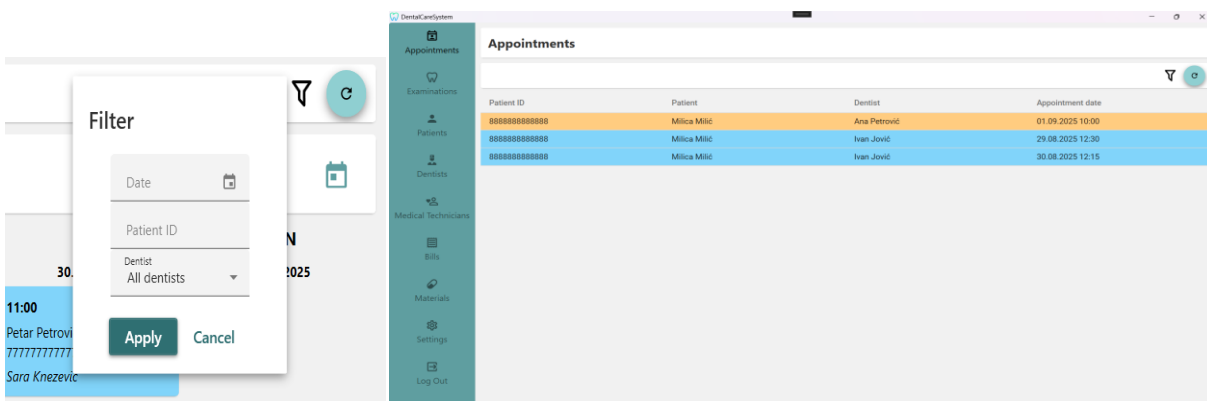 Filter
Date
Patient ID
Dentist
All dentists
Apply Cancel
N
30.
2025
11:00
Petar Petrovi
77777777777
Sara Knezevic
DentalCareSystem
Appointments
Examinations
Patients
Dentists
Medical Technicians
Bills
Materials
Settings
Log Out
Appointments
Patient ID Patient Dentist Appointment date
8888888888888 Milica Milić Ana Petrović 01.09.2025 10:00
8888888888888 Milica Milić Ivan Jović 29.08.2025 12:30
8888888888888 Milica Milić Ivan Jović 30.08.2025 12:15